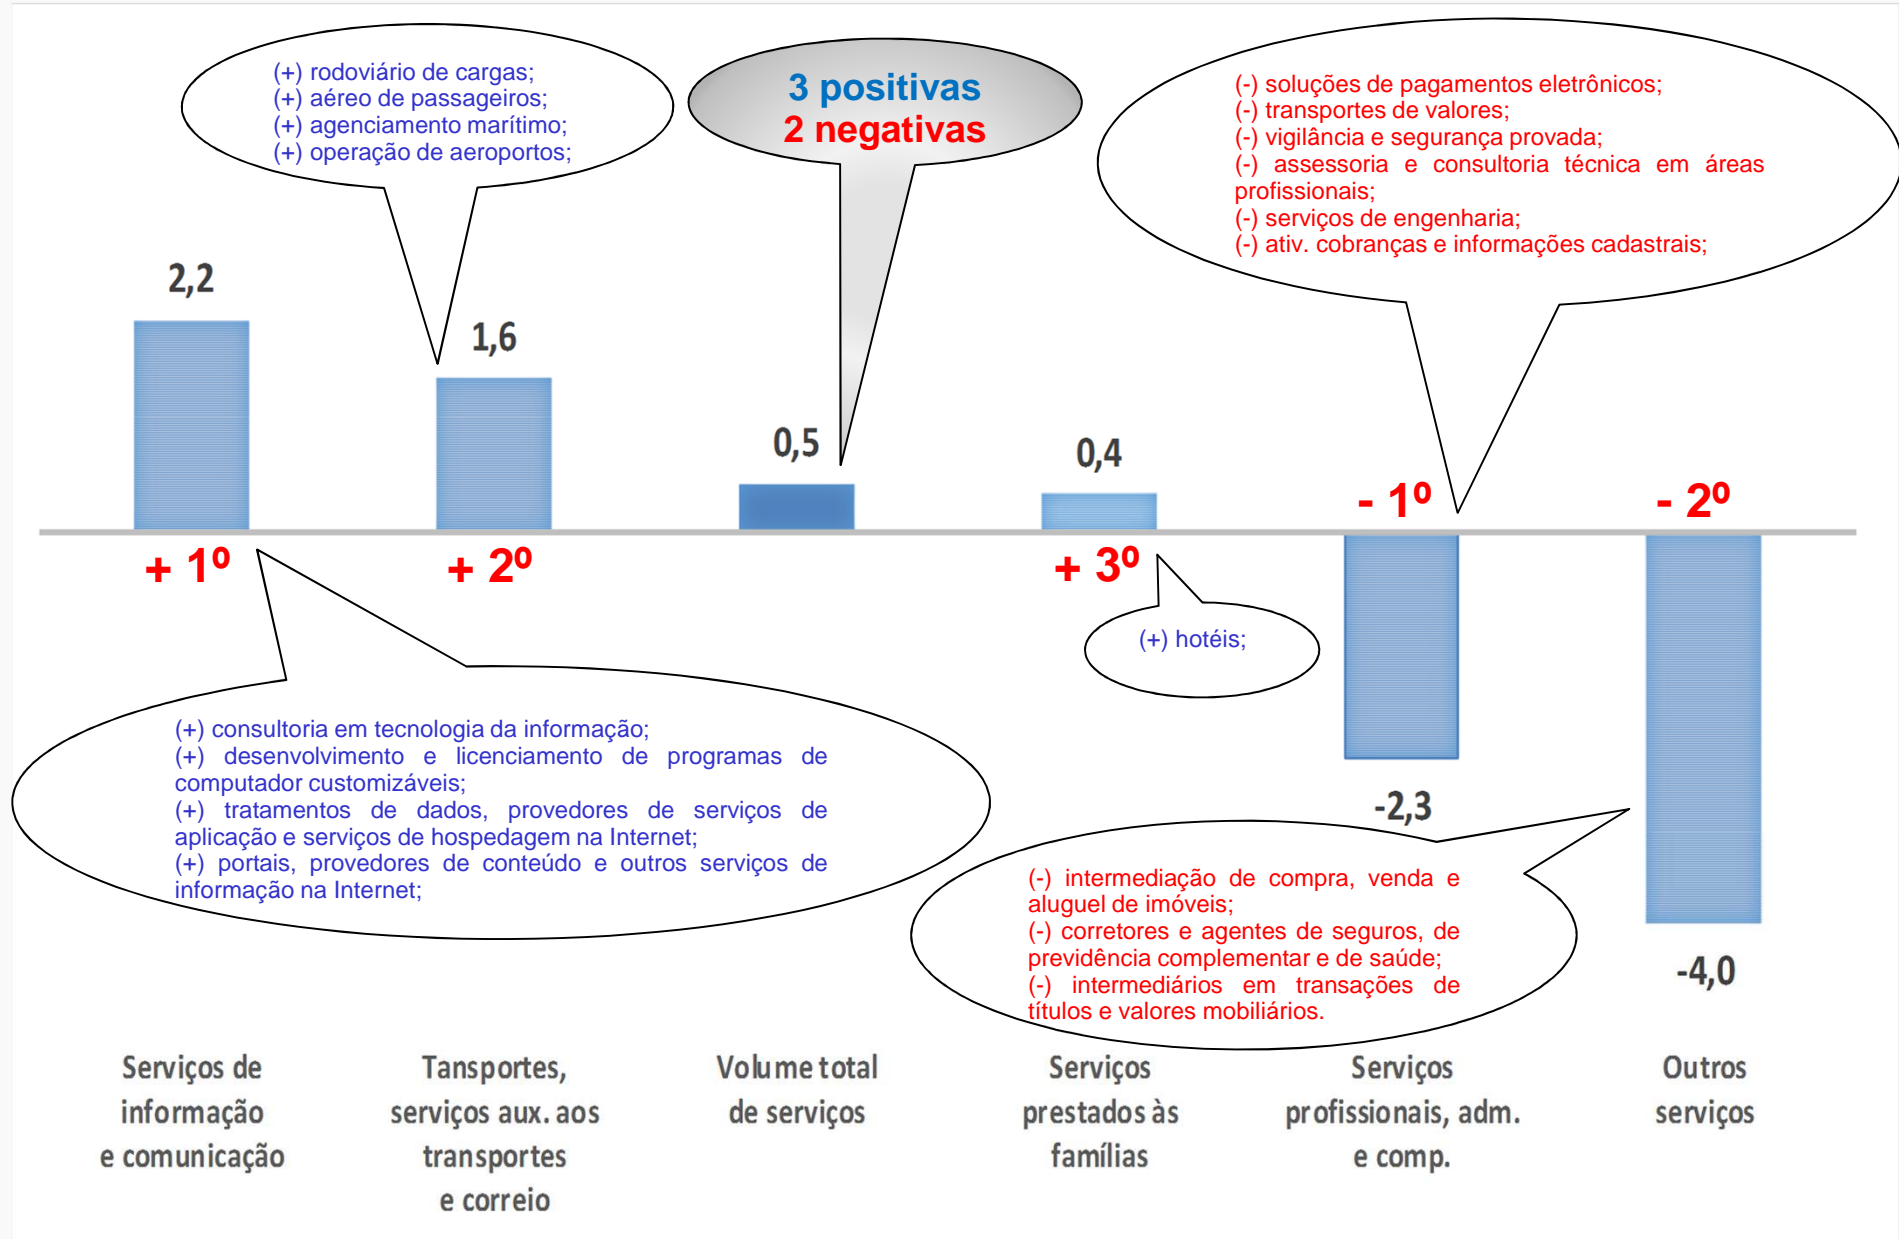 (+) rodoviário de cargas;
(+) aéreo de passageiros;
(+) agenciamento marítimo;
(+) operação de aeroportos;
3 positivas
2 negativas
(-) soluções de pagamentos eletrônicos;
(-) transportes de valores;
(-) vigilância e segurança provada;
(-) assessoria e consultoria técnica em áreas
profissionais;
(-) serviços de engenharia;
(-) ativ. cobranças e informações cadastrais;
2,2
1,6
0,5
0,4
- 1º
- 2º
+ 1º
+ 2º
+ 3º
(+) hotéis;
(+) consultoria em tecnologia da informação;
(+) desenvolvimento e licenciamento de programas de
computador customizáveis;
(+) tratamentos de dados, provedores de serviços de
aplicação e serviços de hospedagem na Internet;
(+) portais, provedores de conteúdo e outros serviços de
informação na Internet;
-2,3
(-) intermediação de compra, venda e
aluguel de imóveis;
(-) corretores e agentes de seguros, de
previdência complementar e de saúde;
(-) intermediários em transações de
títulos e valores mobiliários.
-4,0
Serviços de
informação
e comunicação
Tansportes,
serviços aux. aos
transportes
e correio
Volume total
de serviços
Serviços
prestados às
famílias
Serviços
profissionais, adm.
e comp.
Outros
serviços